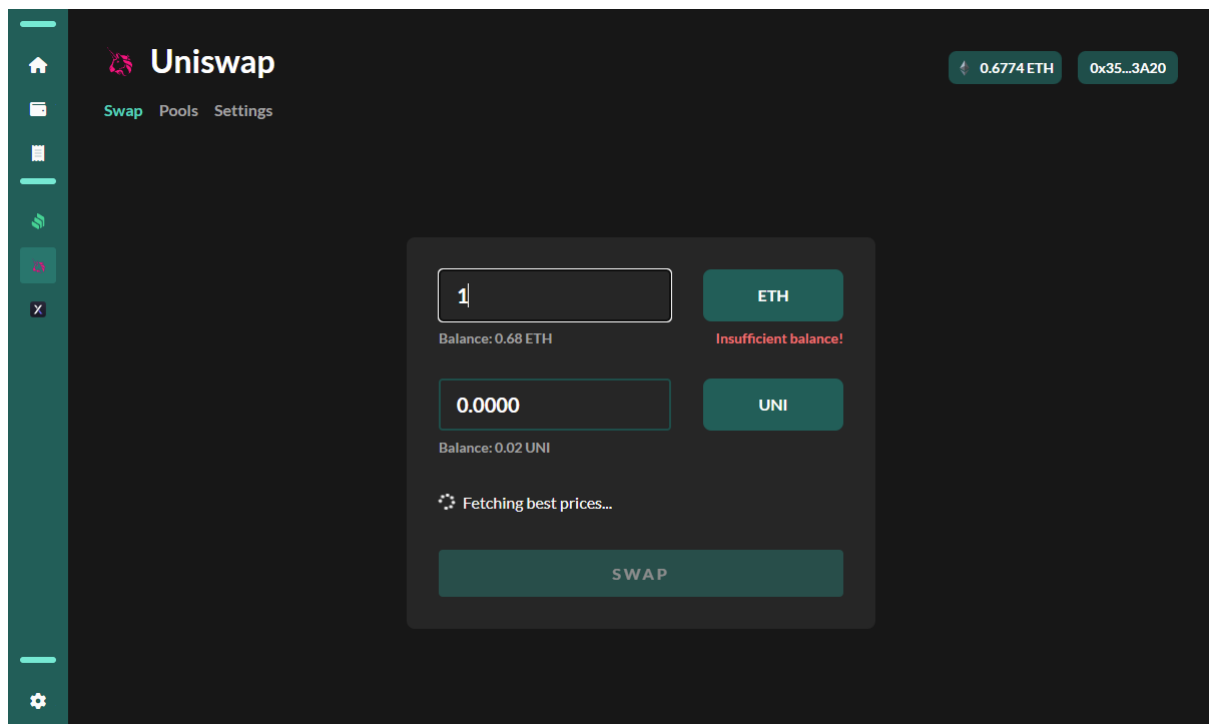 Uniswap
0.6774 ETH
0x35...3A20
Swap Pools Settings
1
ETH
Balance: 0.68 ETH
Insufficient balance!
0.0000
UNI
Balance: 0.02 UNI
Fetching best prices...
SWAP